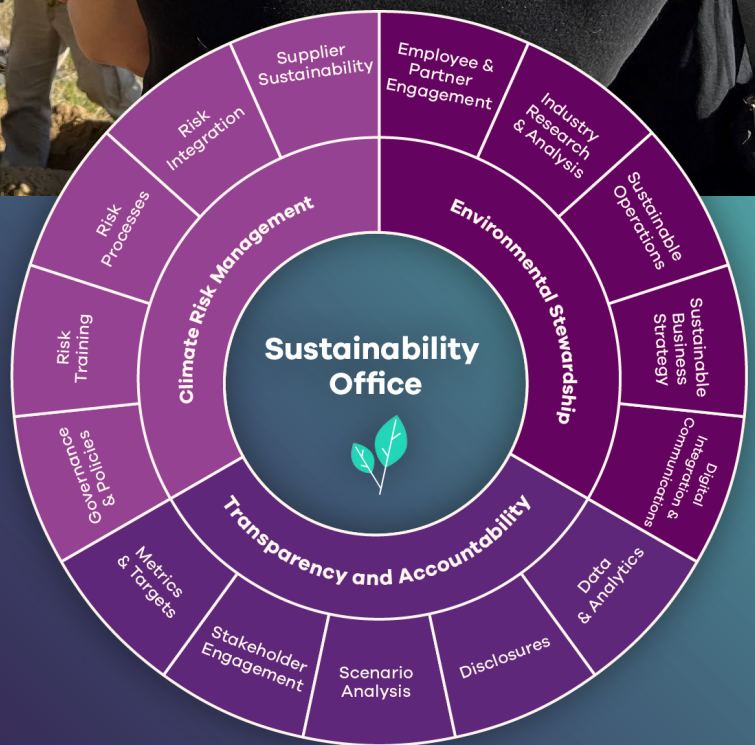 Sustainability
Office
Climate Risk Management
Environmental Stewardship
Transparency and Accountability
Supplier
Sustainability
Employee &
Partner
Engagement
Industry
Research
& Analysis
Sustainable
Operations
Sustainable
Business
Strategy
Digital
Integration &
Communications
Data
& Analytics
Disclosures
Scenario
Analysis
Stakeholder
Engagement
Metrics
& Targets
Governance
& Policies
Risk
Training
Risk
Processes
Risk
Integration